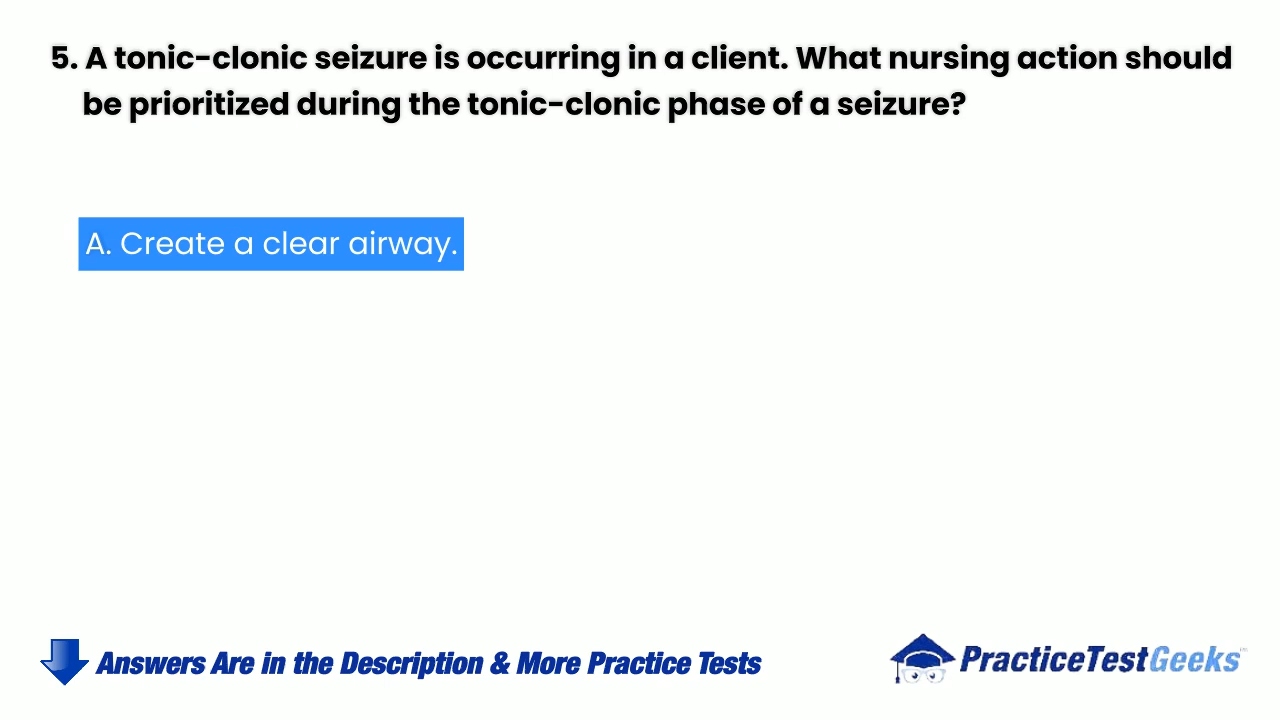 5. A tonic-clonic seizure is occurring in a client. What nursing action should
be prioritized during the tonic-clonic phase of a seizure?
A. Create a clear airway.
Answers Are in the Description & More Practice Tests
PracticeTestGeeks